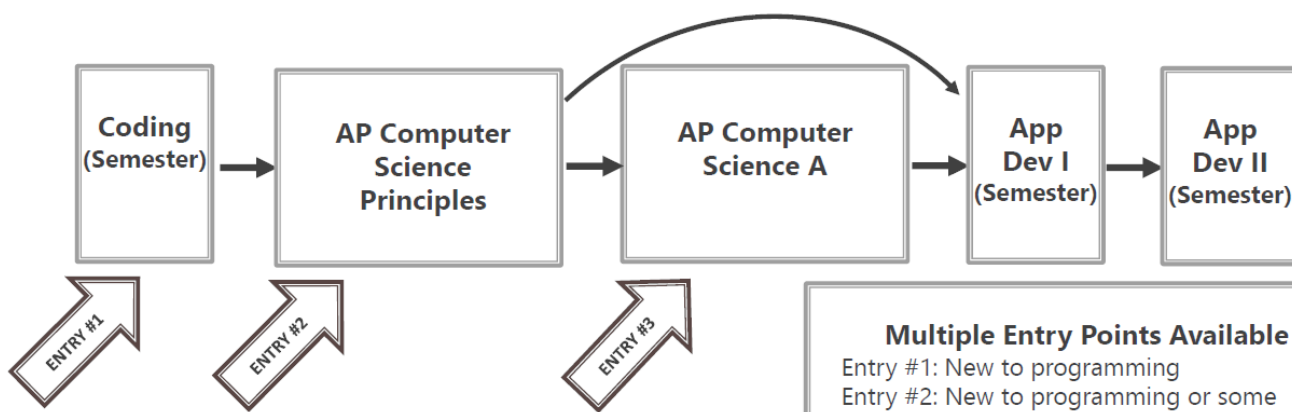 Coding
(Semester)
AP Computer
Science
Principles
AP Computer
Science A
App
Dev I
(Semester)
App
Dev II
(Semester)
ENTRY #1
ENTRY #2
ENTRY #3
Multiple Entry Points Available
Entry #1: New to programming
Entry #2: New to programming or some